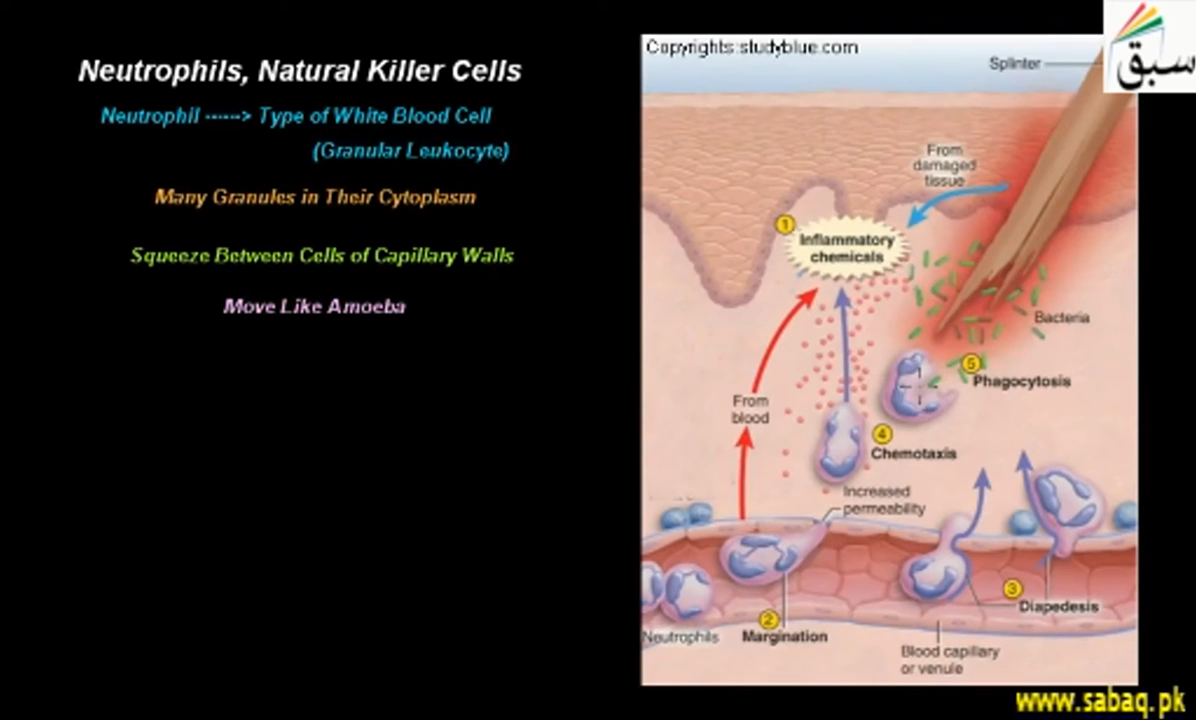 Neutrophils, Natural Killer Cells
Neutrophil ------> Type of White Blood Cell
(Granular Leukocyte)
Many Granules in Their Cytoplasm
Squeeze Between Cells of Capillary Walls
Move Like Amoeba
Copyrights:studyblue.com
Splinter
سبق
From
damaged
tissue
1
Inflammatory
chemicals
Bacteria
5
Phagocytosis
From
blood
4
Chemotaxis
Increased
permeability
3
Diapedesis
2
Neutrophils
Margination
Blood capillary
or venule
www.sabaq.pk